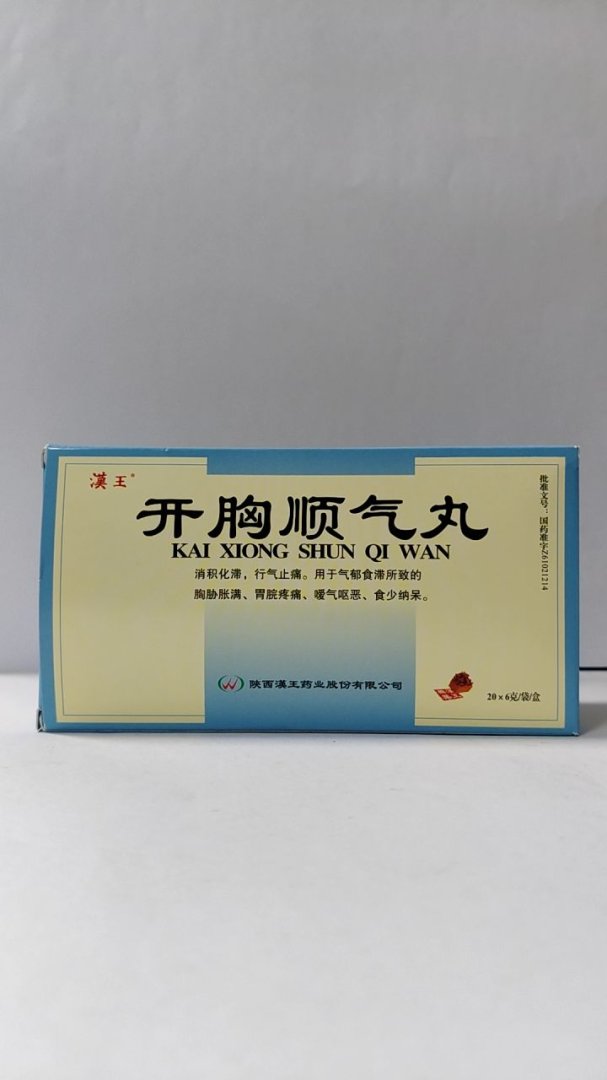 漢王®
开胸顺气丸
KAI XIONG SHUN QI WAN
消积化滞，行气止痛。用于气郁食滞所致的
胸胁胀满、胃脘疼痛、嗳气呕恶、食少纳呆。
陕西漢王药业股份有限公司
20×6克/袋/盒
批准文号：国药准字Z61021214